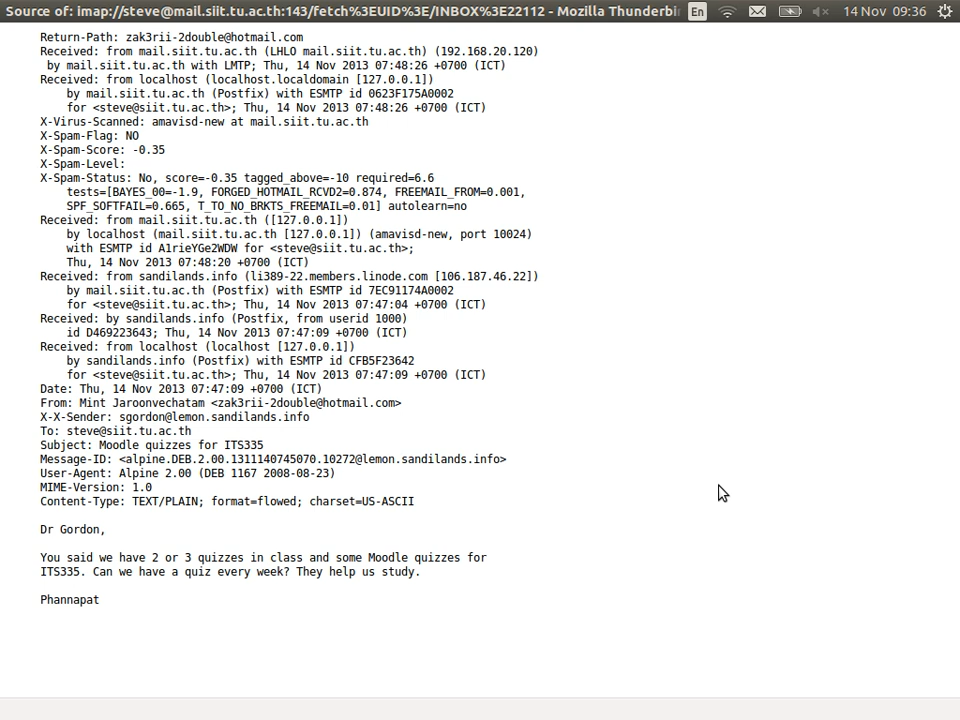 Source of: imap://steve@mail.siit.tu.ac.th:143/fetch%3EUID%3E/INBOX%3E22112 - Mozilla Thunderbi En 14 Nov 09:36
Return-Path: zak3rii-2double@hotmail.com
Received: from mail.siit.tu.ac.th (LHLO mail.siit.tu.ac.th) (192.168.20.120)
by mail.siit.tu.ac.th with LMTP; Thu, 14 Nov 2013 07:48:26 +0700 (ICT)
Received: from localhost (localhost.localdomain [127.0.0.1])
by mail.siit.tu.ac.th (Postfix) with ESMTP id 0623F175A0002
for <steve@siit.tu.ac.th>; Thu, 14 Nov 2013 07:48:26 +0700 (ICT)
X-Virus-Scanned: amavisd-new at mail.siit.tu.ac.th
X-Spam-Flag: NO
X-Spam-Score: -0.35
X-Spam-Level:
X-Spam-Status: No, score=-0.35 tagged_above=-10 required=6.6
tests=[BAYES_00=-1.9, FORGED_HOTMAIL_RCVD2=0.874, FREEMAIL_FROM=0.001,
SPF_SOFTFAIL=0.665, T_TO_NO_BRKTS_FREEMAIL=0.01] autolearn=no
Received: from mail.siit.tu.ac.th ([127.0.0.1])
by localhost (mail.siit.tu.ac.th [127.0.0.1]) (amavisd-new, port 10024)
with ESMTP id A1rieYGe2WDW for <steve@siit.tu.ac.th>;
Thu, 14 Nov 2013 07:48:20 +0700 (ICT)
Received: from sandilands.info (li389-22.members.linode.com [106.187.46.22])
by mail.siit.tu.ac.th (Postfix) with ESMTP id 7EC91174A0002
for <steve@siit.tu.ac.th>; Thu, 14 Nov 2013 07:47:04 +0700 (ICT)
Received: by sandilands.info (Postfix, from userid 1000)
id D469223643; Thu, 14 Nov 2013 07:47:09 +0700 (ICT)
Received: from localhost (localhost [127.0.0.1])
by sandilands.info (Postfix) with ESMTP id CFB5F23642
for <steve@siit.tu.ac.th>; Thu, 14 Nov 2013 07:47:09 +0700 (ICT)
Date: Thu, 14 Nov 2013 07:47:09 +0700 (ICT)
From: Mint Jaroonvechatam <zak3rii-2double@hotmail.com>
X-X-Sender: sgordon@lemon.sandilands.info
To: steve@siit.tu.ac.th
Subject: Moodle quizzes for ITS335
Message-ID: <alpine.DEB.2.00.1311140745070.10272@lemon.sandilands.info>
User-Agent: Alpine 2.00 (DEB 1167 2008-08-23)
MIME-Version: 1.0
Content-Type: TEXT/PLAIN; format=flowed; charset=US-ASCII
Dr Gordon,
You said we have 2 or 3 quizzes in class and some Moodle quizzes for
ITS335. Can we have a quiz every week? They help us study.
Phannapat